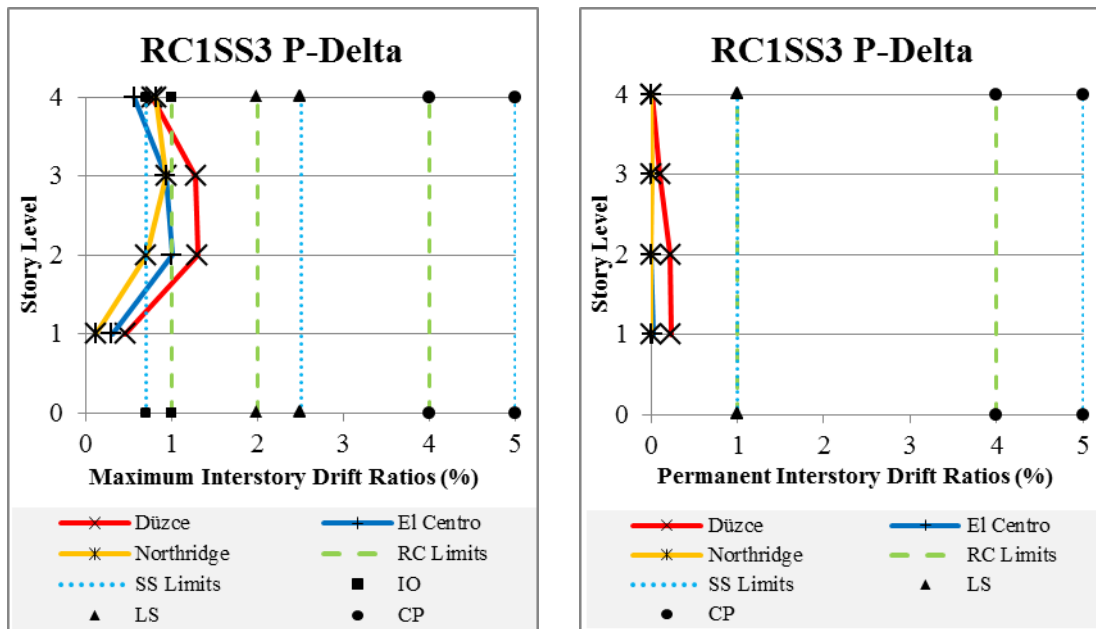 RC1SS3 P-Delta
4
3
2
1
0
Story Level
0 1 2 3 4 5
Maximum Interstory Drift Ratios (%)
Düzce El Centro
Northridge RC Limits
SS Limits IO
LS CP
RC1SS3 P-Delta
4
3
2
1
0
Story Level
0 1 2 3 4 5
Permanent Interstory Drift Ratios (%)
Düzce El Centro
Northridge RC Limits
SS Limits LS
CP